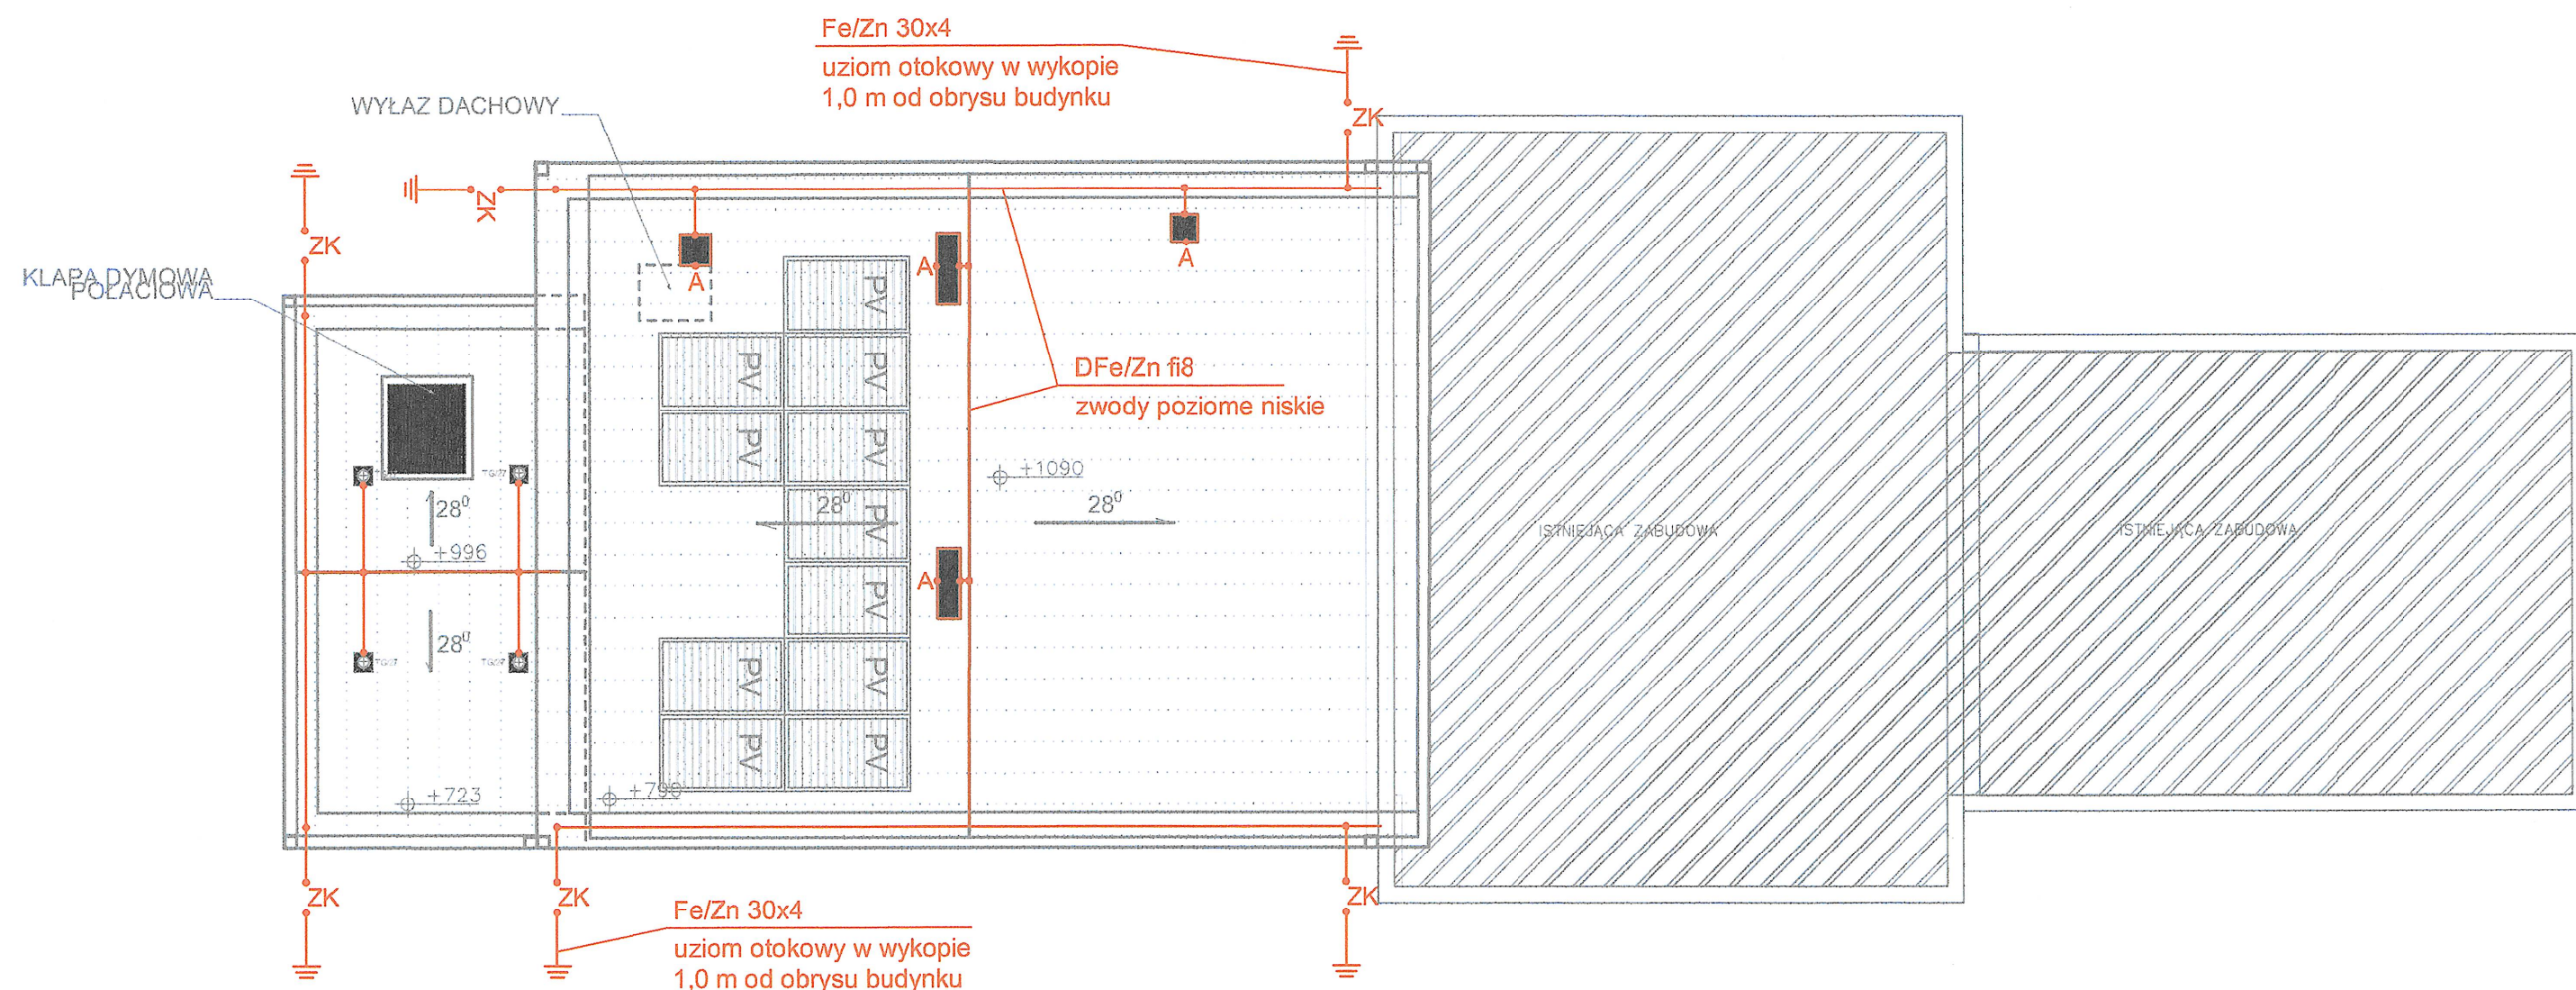 Fe/Zn 30x4
uziom otokowy w wykopie
1,0 m od obrysu budynku
WYŁAZ DACHOWY
ZK
ZK
ZK
KLAPA DYMOWA
POŁACIOWA
A
A
A
PV
PV
PV
DFe/Zn fi8
zwody poziome niskie
PV
PV
+1090
28⁰
28⁰
PV
28⁰
+996
ISTNIEJĄCA ZABUDOWA
ISTNIEJĄCA ZABUDOWA
A
PV
28⁰
PV
PV
PV
PV
+723
+798
ZK
ZK
ZK
Fe/Zn 30x4
uziom otokowy w wykopie
1,0 m od obrysu budynku